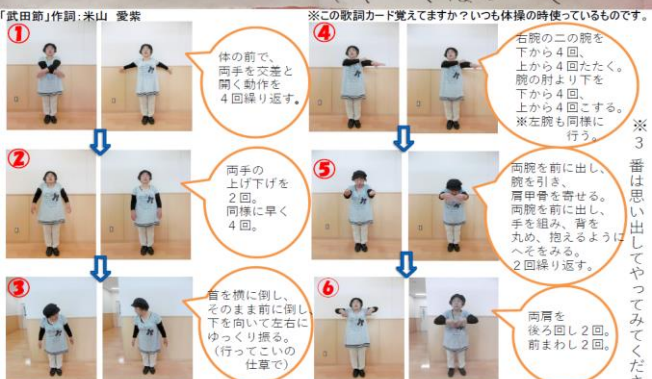 「武田節」作詞:米山 愛紫
※この歌詞カード覚えてますか?いつも体操の時使っているものです。
①
体の前で、
両手を交差と
開く動作を
4回繰り返す。
②
両手の
上げ下げを
2回。
同様に早く
4回。
③
首を横に倒し、
そのまま前に倒し、
下を向いて左右に
ゆっくり振る。
(行ってこいの
仕草で)
④
右腕の二の腕を
下から4回、
上から4回たたく。
腕の肘より下を
下から4回、
上から4回こする。
※左腕も同様に
行う。
⑤
両腕を前に出し、
腕を引き、
肩甲骨を寄せる。
両腕を前に出し、
手を組み、背を
丸め、抱えるように
へそをみる。
2回繰り返す。
⑥
両肩を
後ろ回し2回。
前まわし2回。
※3番は思い出してやってみてくださ